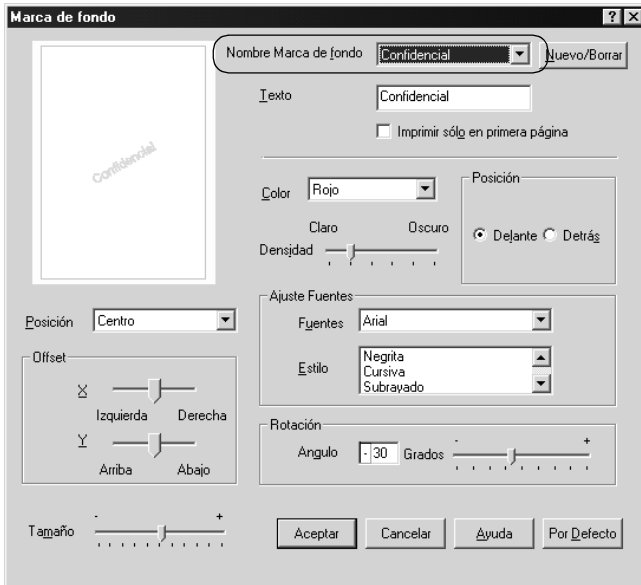 Marca de fondo
Nombre Marca de fondo Confidencial Nuevo/Borrar
Texto Confidencial
Imprimir sólo en primera página
Confidencial
Color Rojo
Posición
Claro Oscuro
Densidad
Delante Detrás
Posición Centro
Ajuste Fuentes
Fuentes Arial
Estilo Negrita
Cursiva
Subrayado
Offset
X
Izquierda Derecha
Y
Arriba Abajo
Rotación
Angulo -30 Grados - +
Tamaño - +
Aceptar Cancelar Ayuda Por Defecto